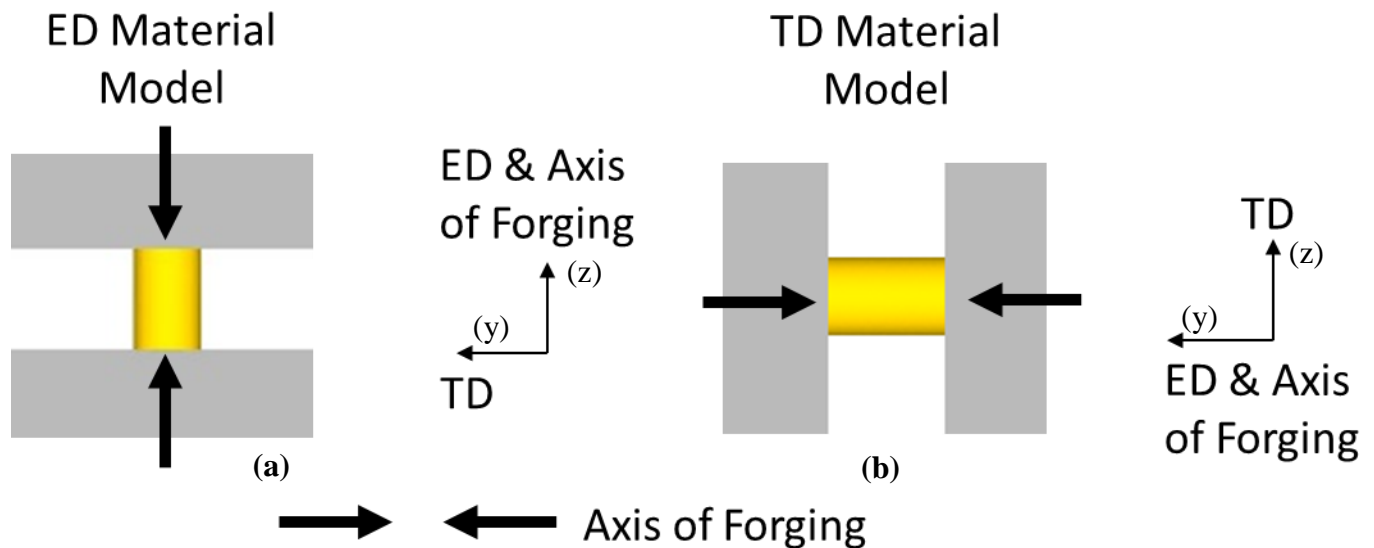 ED Material
Model
TD Material
Model
ED & Axis
of Forging
(z)
(y)
TD
(a)
TD
(z)
(y)
ED & Axis
of Forging
(b)
Axis of Forging